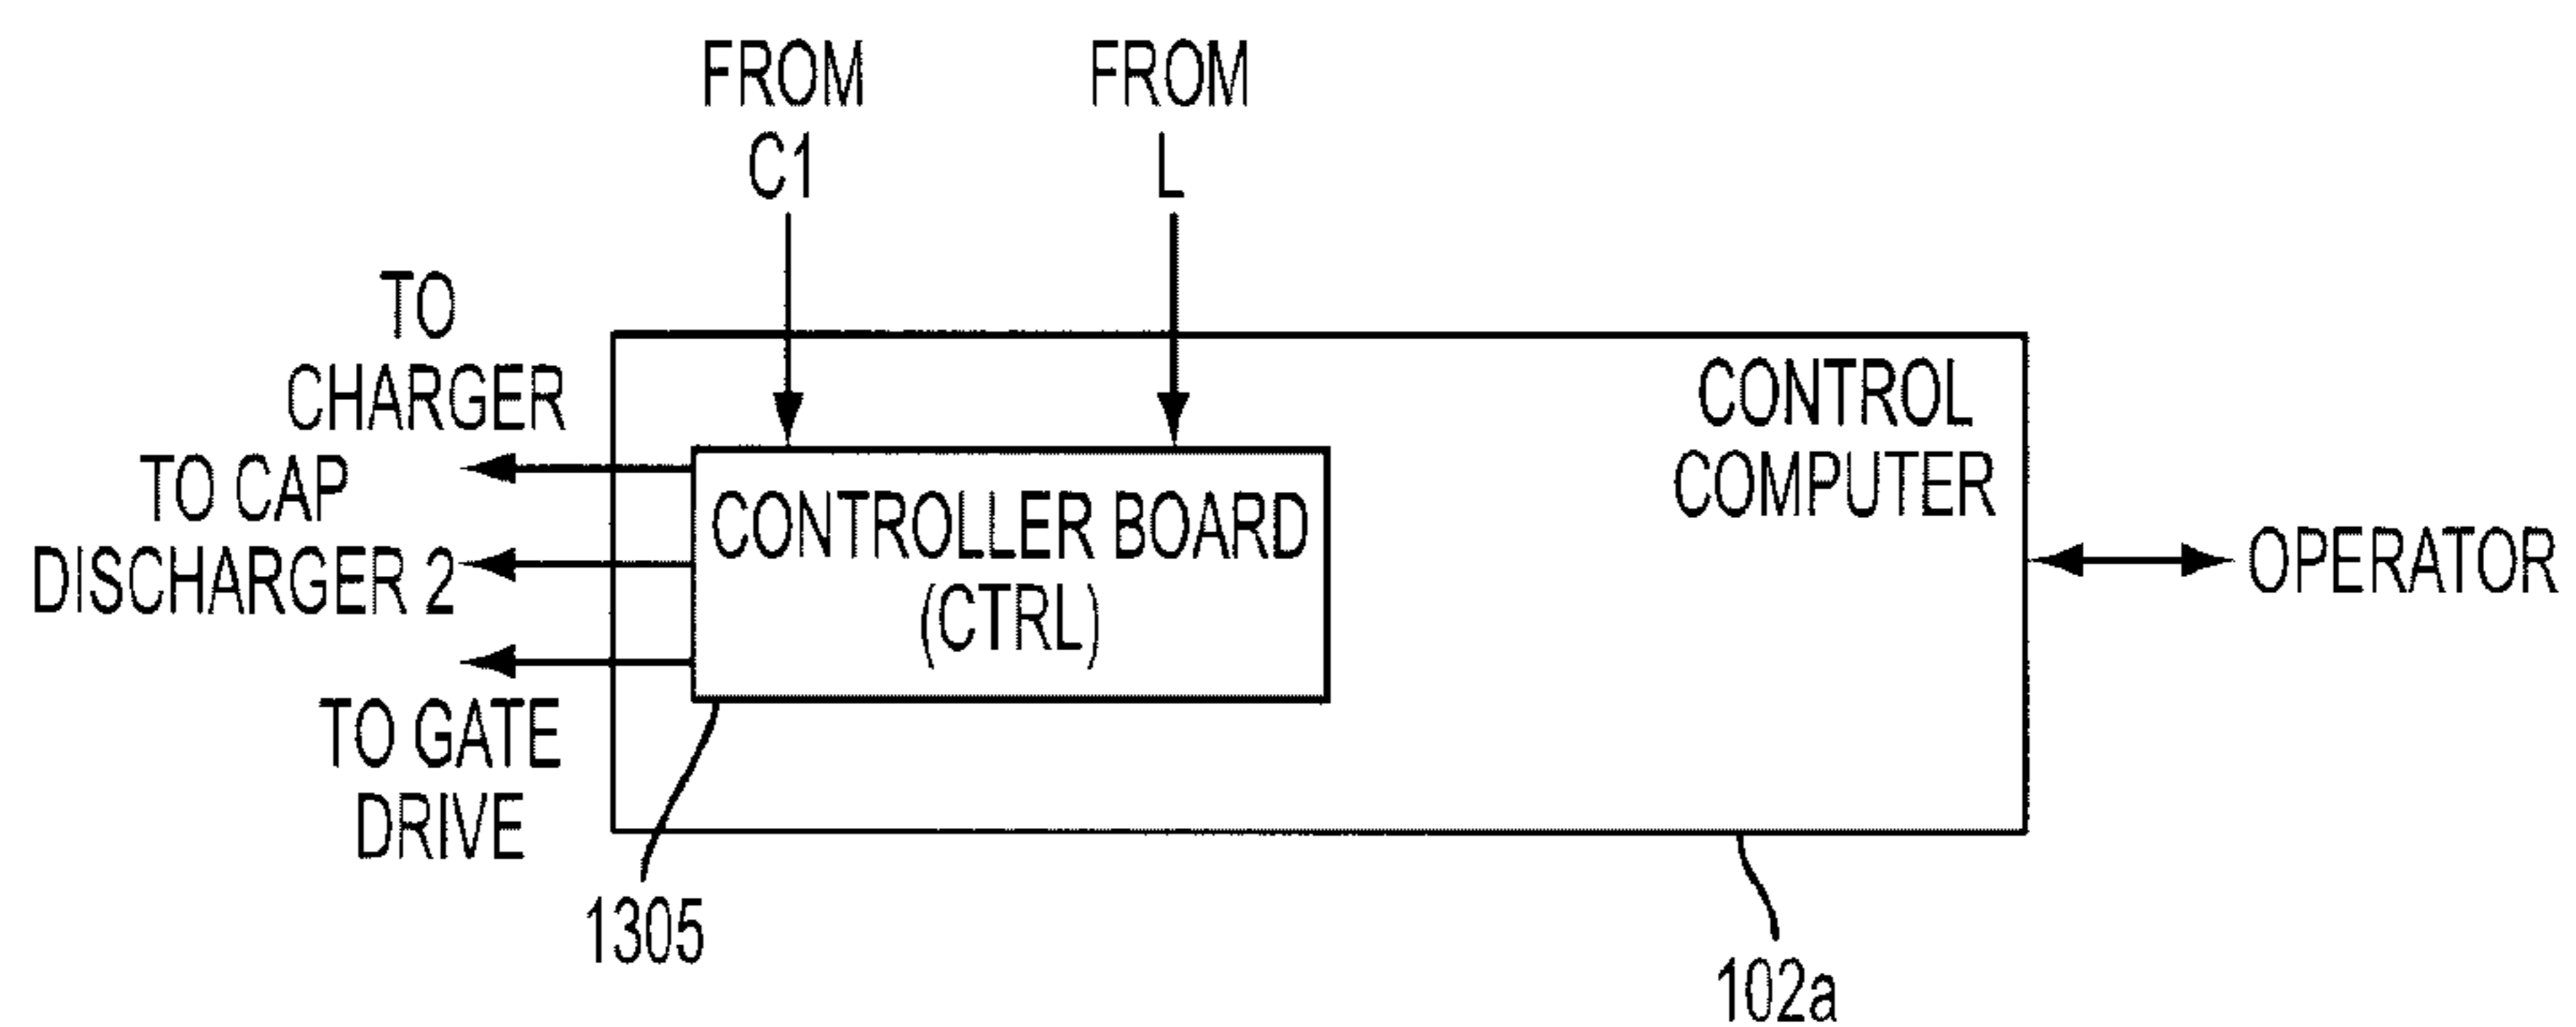 FROM
C1
FROM
L
TO
CHARGER
TO CAP
DISCHARGER 2
TO GATE
DRIVE
CONTROLLER BOARD
(CTRL)
CONTROL
COMPUTER
OPERATOR
1305
102a